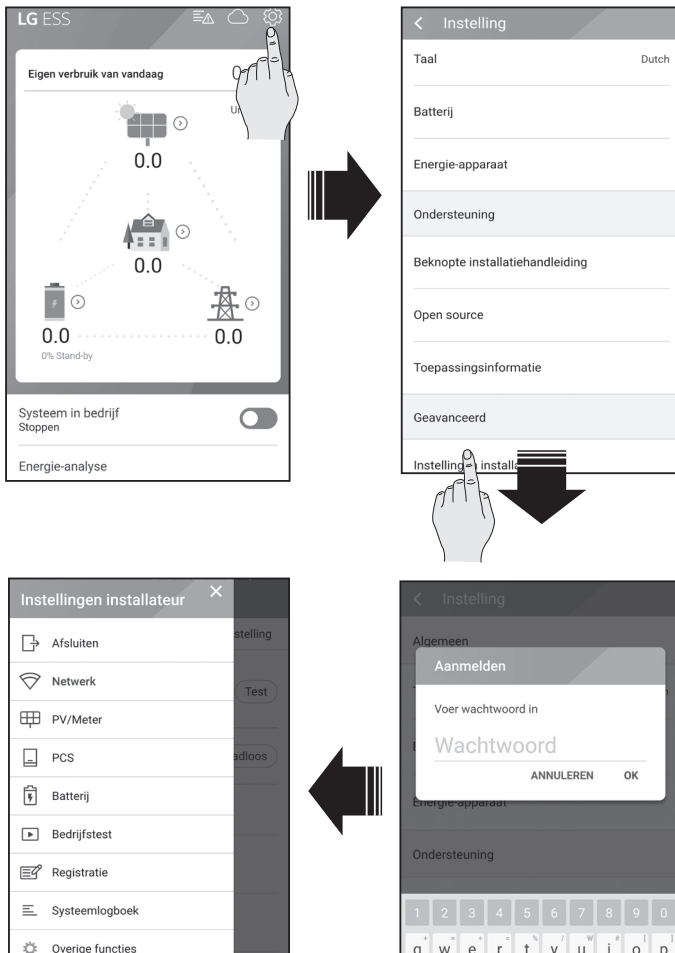 LG ESS
Eigen verbruik van vandaag
0.0
0.0
0.0
0.0
0% Stand-by
Systeem in bedrijf
Stoppen
Energie-analyse
Instelling
Taal Dutch
Batterij
Energie-apparaat
Ondersteuning
Beknopte installatiehandleiding
Open source
Toepassingsinformatie
Geavanceerd
Aanmelden
Voer wachtwoord in
Wachtwoord
ANNULEREN OK
Instelling
Algemeen
Energie-apparaat
Ondersteuning
1 2 3 4 5 6 7 8 9 0
q w e r t y u i o p
Instellingen installateur
Afsluiten
Netwerk
PV/Meter
PCS
Batterij
Bedrijfstest
Registratie
Systeemlogboek
Overige functies
Test